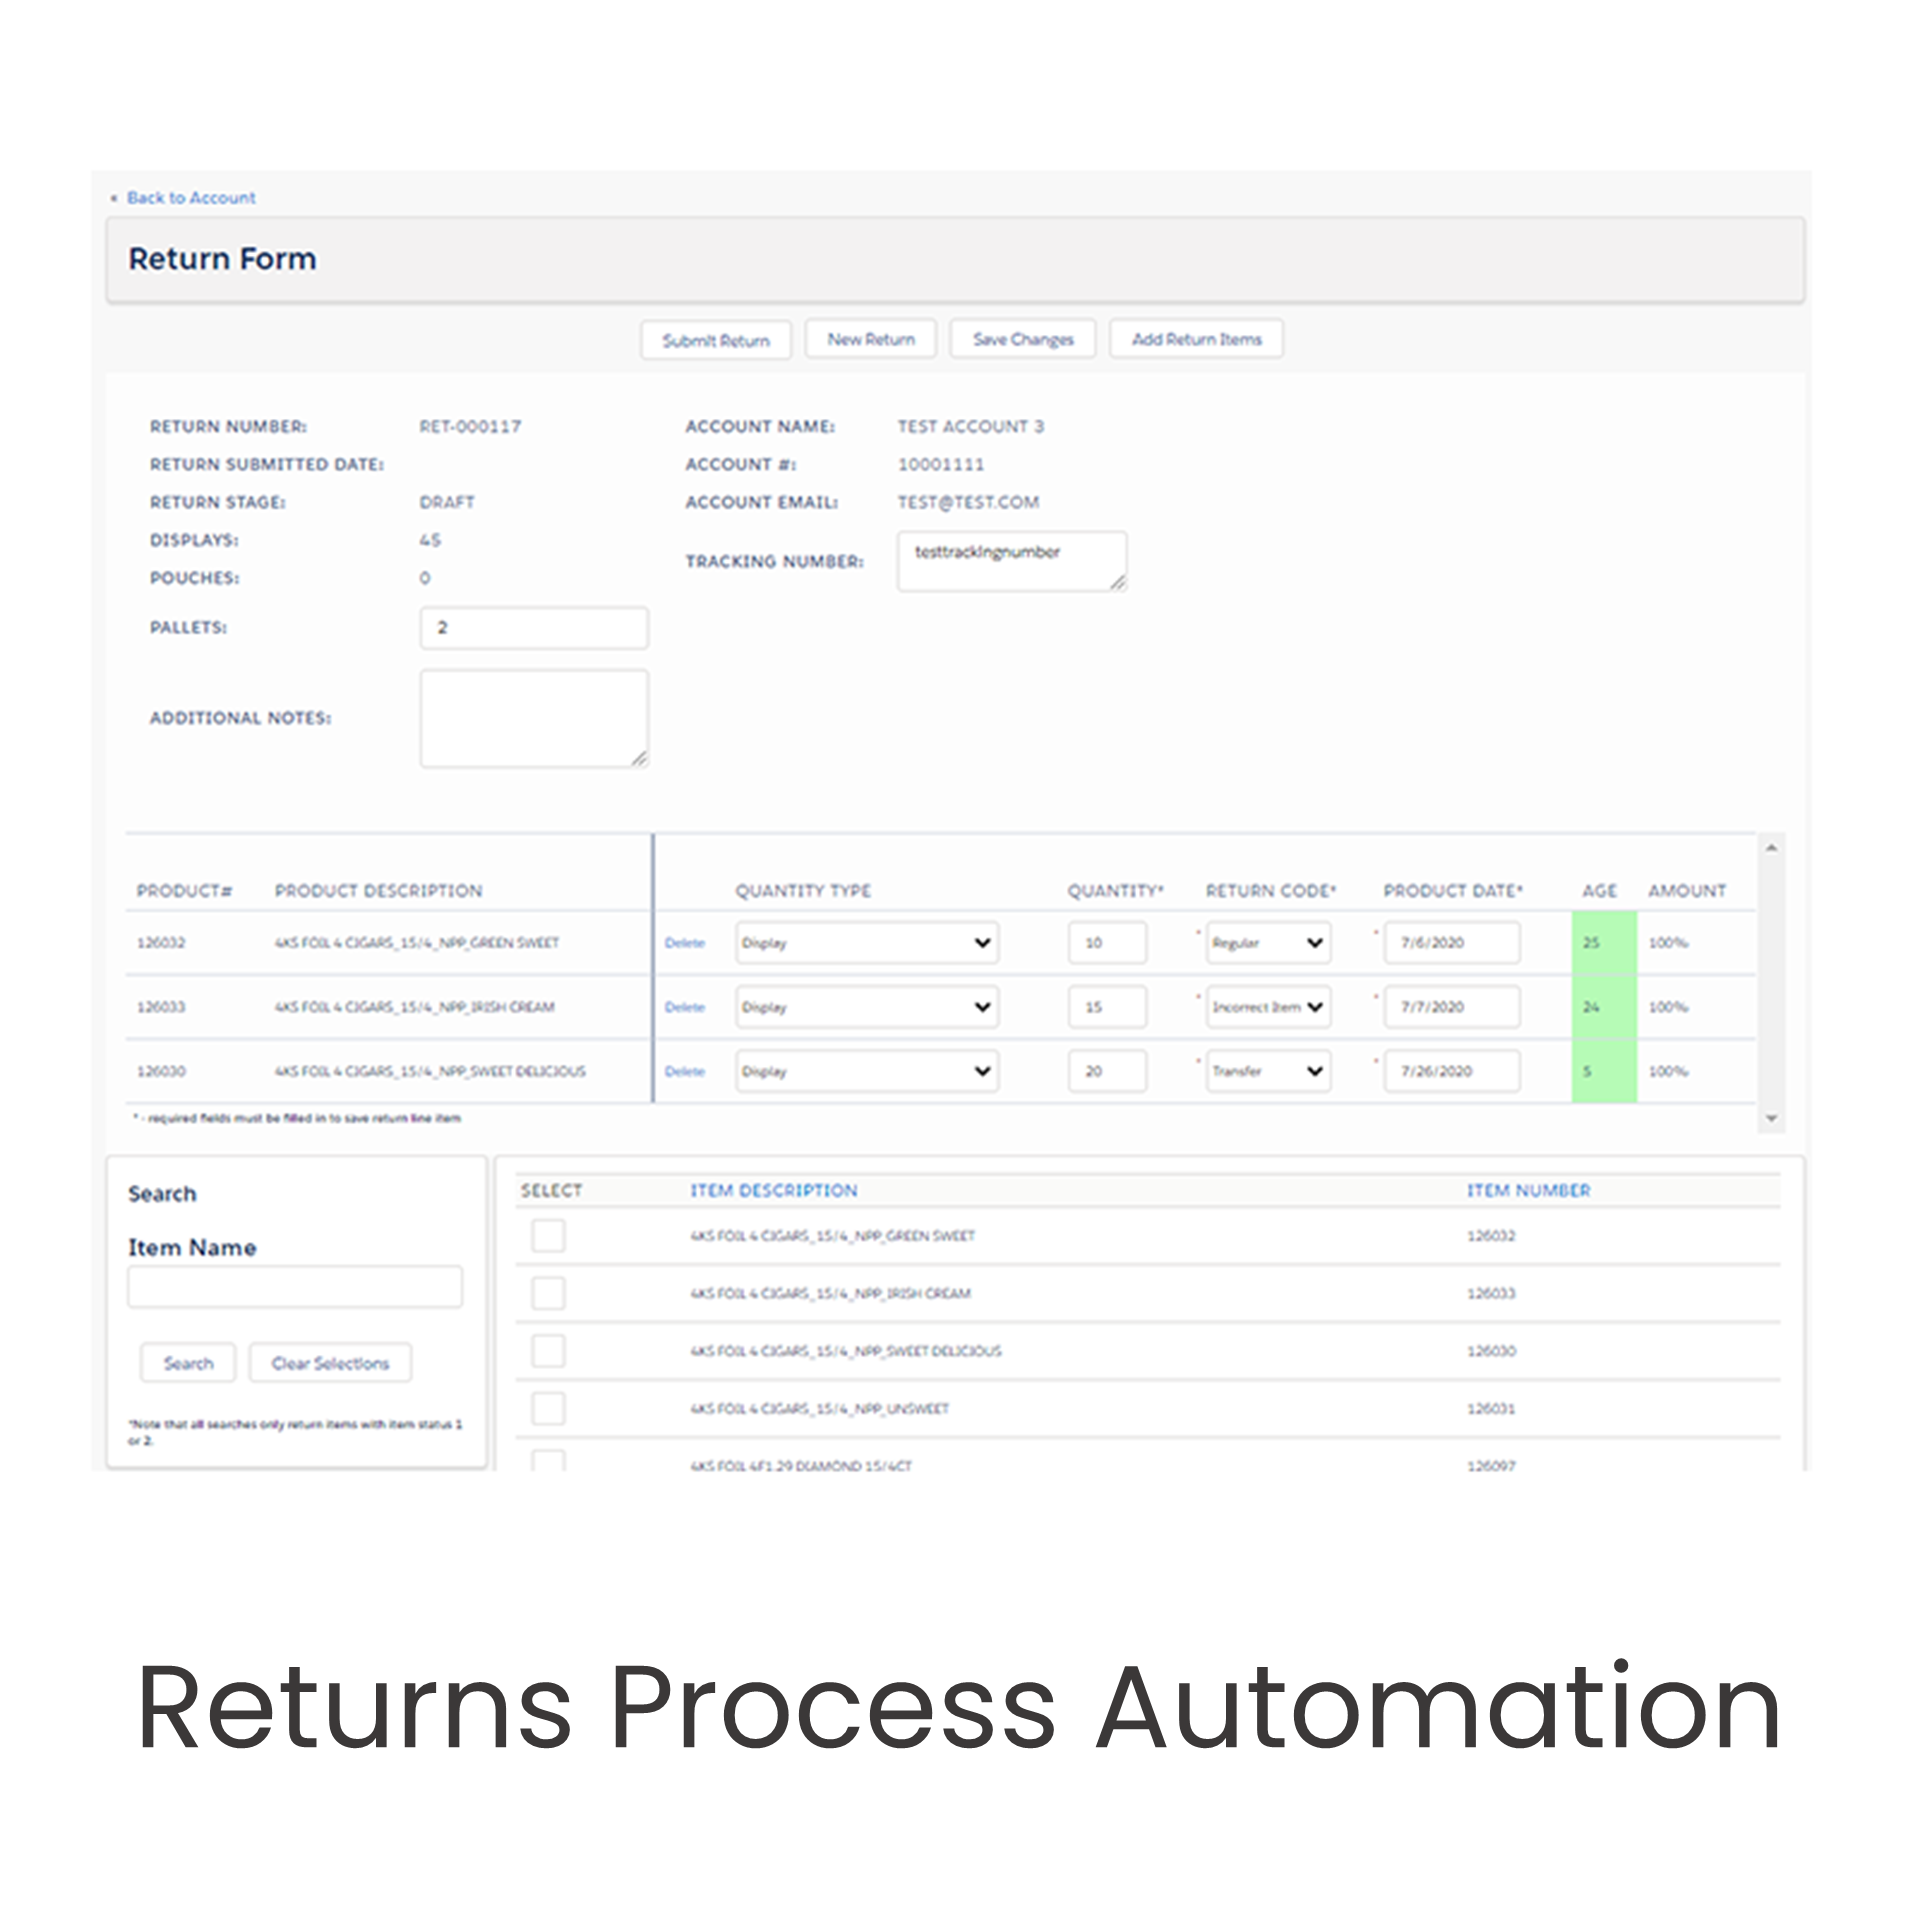 Back to Account
Return Form
Submit Return New Return Save Changes Add Return Items
RETURN NUMBER: RET-000117 ACCOUNT NAME: TEST ACCOUNT 3
RETURN SUBMITTED DATE: ACCOUNT #: 10001111
RETURN STAGE: DRAFT ACCOUNT EMAIL: TEST@TEST.COM
DISPLAYS: 45
TRACKING NUMBER: testtrackingnumber
POUCHES: 0
PALLETS: 2
ADDITIONAL NOTES:
PRODUCT# PRODUCT DESCRIPTION QUANTITY TYPE QUANTITY* RETURN CODE* PRODUCT DATE* AGE AMOUNT
126032 4KS FOIL 4 CIGARS_15/4_NPP_GREEN SWEET Delete Display 10 * Regular * 7/6/2020 25 100%
126033 4KS FOIL 4 CIGARS_15/4_NPP_IRISH CREAM Delete Display 15 * Incorrect Item * 7/7/2020 24 100%
126030 4KS FOIL 4 CIGARS_15/4_NPP_SWEET DELICIOUS Delete Display 20 * Transfer * 7/26/2020 5 100%
* - required fields must be filled in to save return line item
Search
Item Name
Search Clear Selections
*Note that all searches only return items with item status 1
or 2.
SELECT ITEM DESCRIPTION ITEM NUMBER
4KS FOIL 4 CIGARS_15/4_NPP_GREEN SWEET 126032
4KS FOIL 4 CIGARS_15/4_NPP_IRISH CREAM 126033
4KS FOIL 4 CIGARS_15/4_NPP_SWEET DELICIOUS 126030
4KS FOIL 4 CIGARS_15/4_NPP_UNSWEET 126031
4KS FOIL 4F1.29 DIAMOND 15/4CT 126097
Returns Process Automation